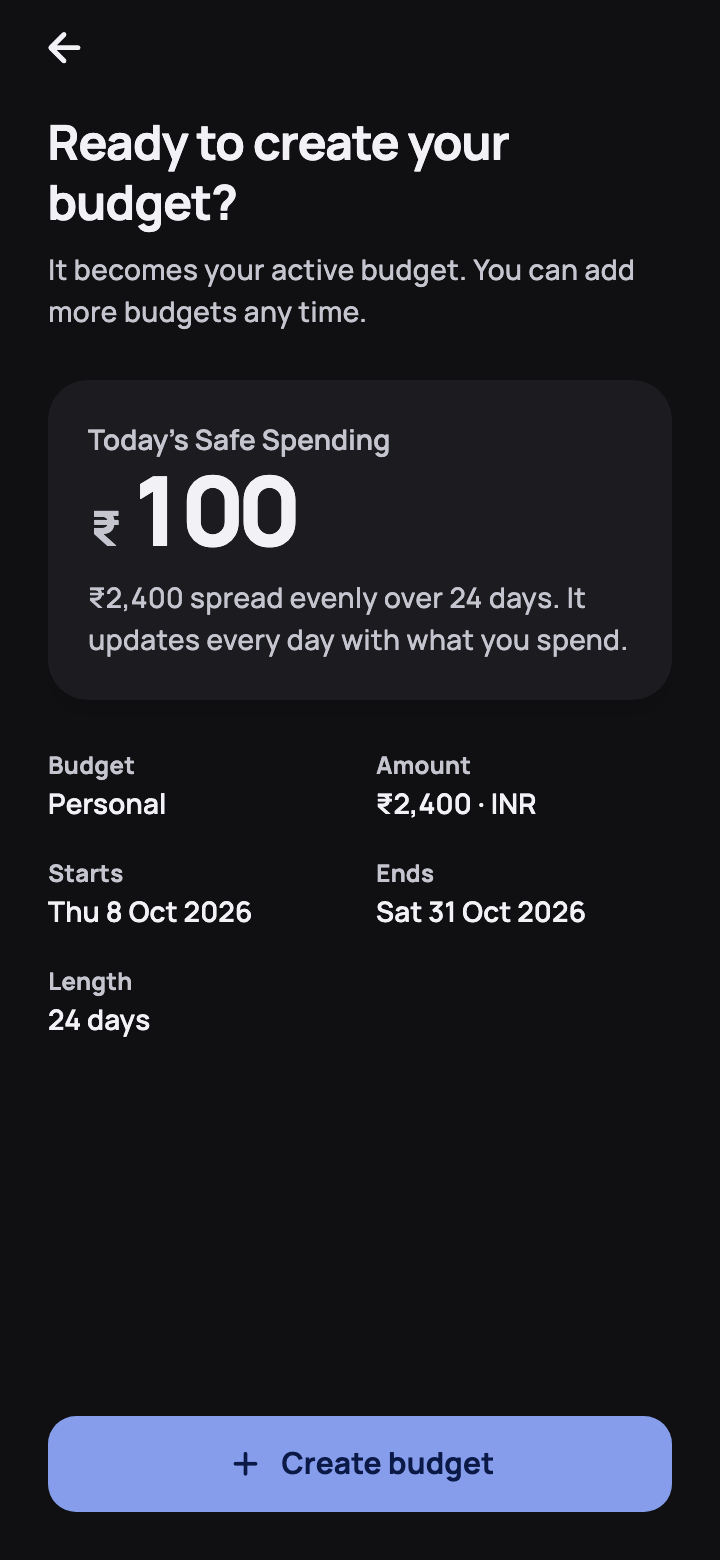 Ready to create your
budget?
It becomes your active budget. You can add
more budgets any time.
Today's Safe Spending
₹ 100
₹2,400 spread evenly over 24 days. It
updates every day with what you spend.
Budget
Personal
Amount
₹2,400 · INR
Starts
Thu 8 Oct 2026
Ends
Sat 31 Oct 2026
Length
24 days
+ Create budget